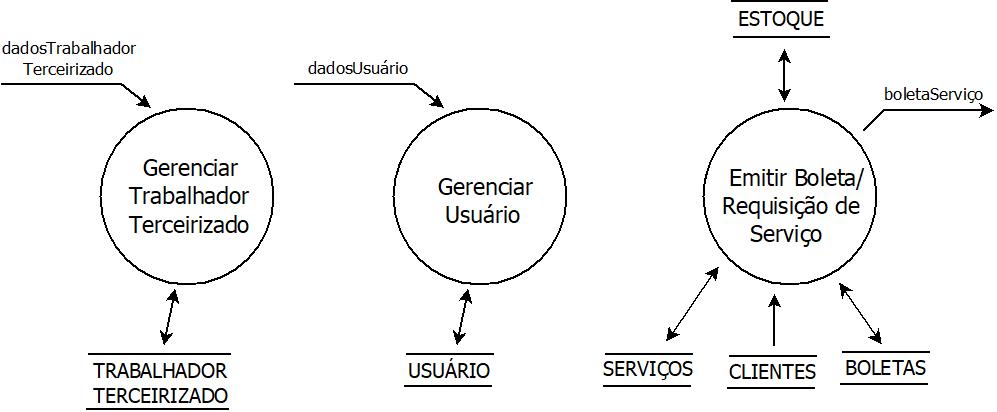 dadosTrabalhador
Terceirizado
Gerenciar
Trabalhador
Terceirizado
TRABALHADOR
TERCEIRIZADO
dadosUsuário
Gerenciar
Usuário
USUÁRIO
ESTOQUE
boletaServiço
Emitir Boleta/
Requisição de
Serviço
SERVIÇOS
CLIENTES
BOLETAS